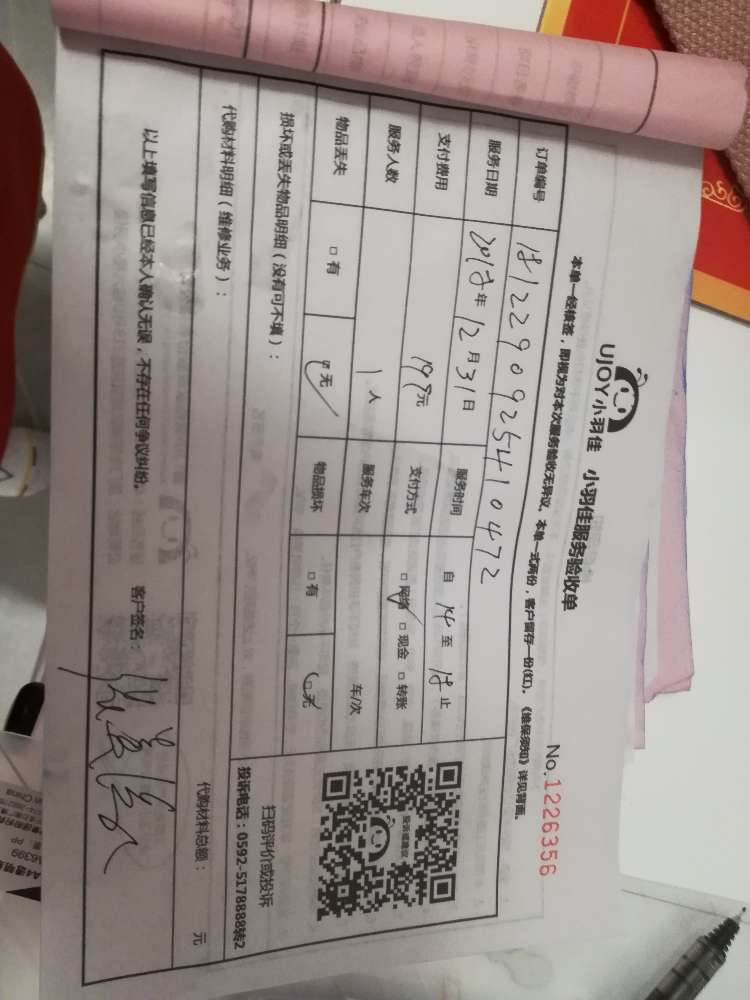 UJOY小羽佳 小羽佳服务验收单
No.1226356
本单一经核签,即视为对本次服务验收无异议。本单一式两份,客户留存一份(红)。《维保须知》详见背面。
订单编号 181229092541 0472
服务日期 2018年12月31日 服务时间 自 14 至 18 止
支付费用 198元 支付方式 □网络 □现金 □转账
服务人数 1人 服务车次 车/次
物品丢失 □有 □无 物品损坏 □有 □无
损坏或丢失物品明细(没有可不填):
扫码评价或投诉
投诉电话:0592-5178888转2
代购材料明细(维修业务): 代购材料总额: 元
以上填写信息已经本人确认无误,不存在任何争议纠纷。 客户签名: